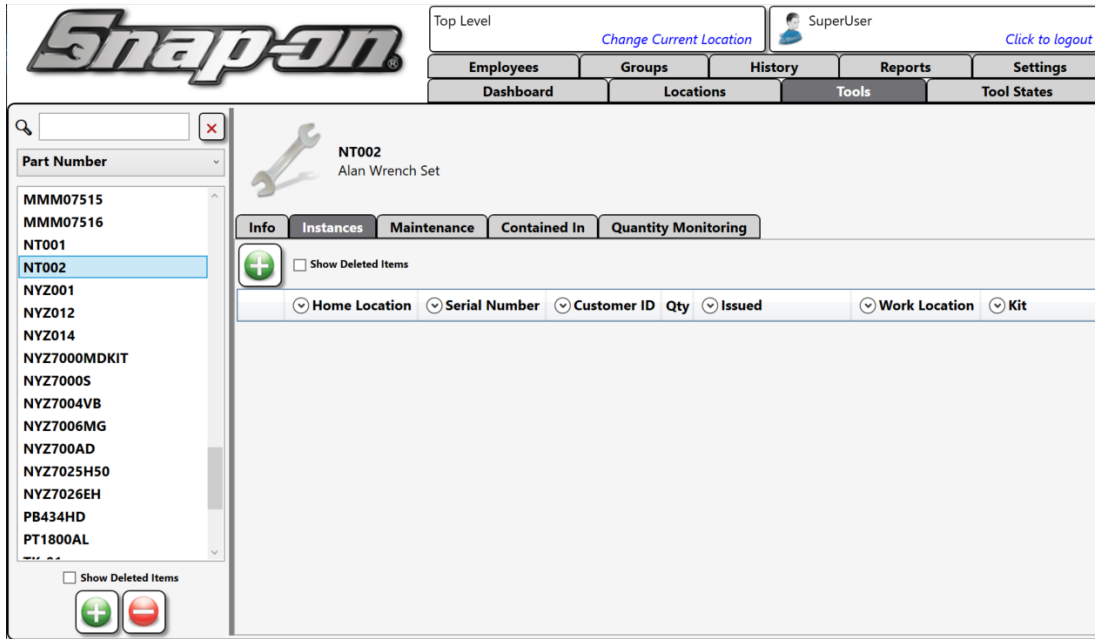 Snap-on®
Top Level
Change Current Location
SuperUser
Click to logout
Employees Groups History Reports Settings
Dashboard Locations Tools Tool States
Part Number
MMM07515
MMM07516
NT001
NT002
NYZ001
NYZ012
NYZ014
NYZ7000MDKIT
NYZ7000S
NYZ7004VB
NYZ7006MG
NYZ700AD
NYZ7025H50
NYZ7026EH
PB434HD
PT1800AL
Show Deleted Items
NT002
Alan Wrench Set
Info Instances Maintenance Contained In Quantity Monitoring
Show Deleted Items
Home Location Serial Number Customer ID Qty Issued Work Location Kit